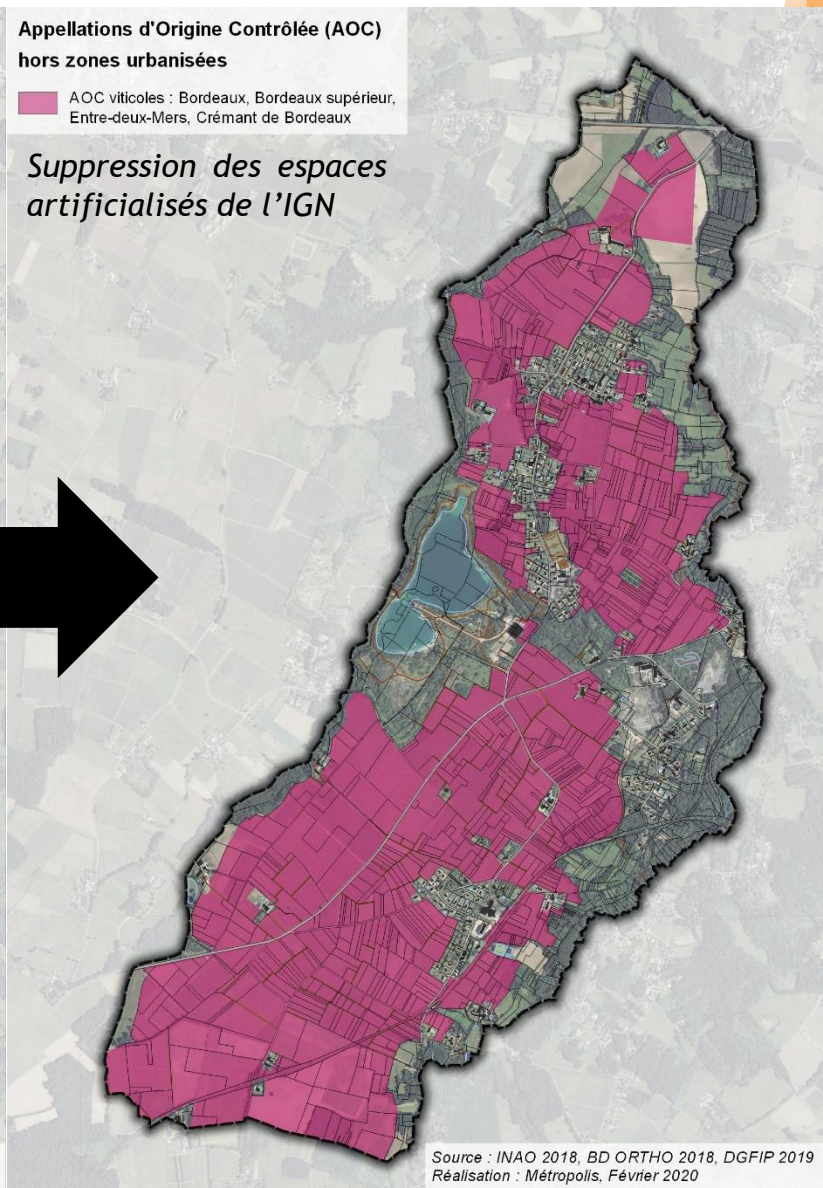 Appellations d'Origine Contrôlée (AOC)
hors zones urbanisées
AOC viticoles : Bordeaux, Bordeaux supérieur,
Entre-deux-Mers, Crémant de Bordeaux
Suppression des espaces
artificialisés de l’IGN
Source : INAO 2018, BD ORTHO 2018, DGFIP 2019
Réalisation : Métropolis, Février 2020